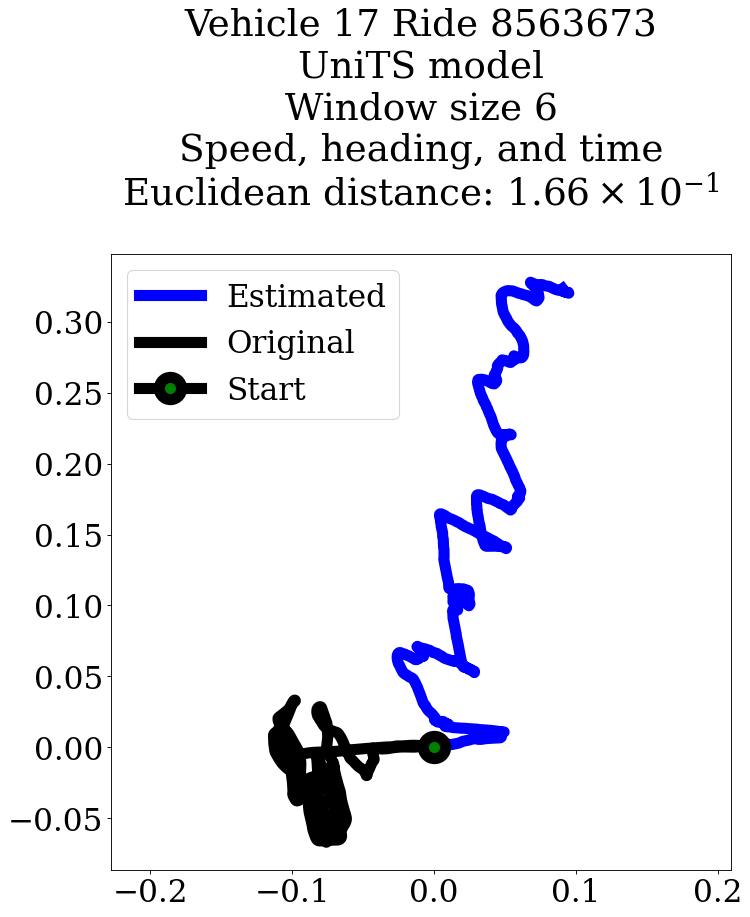 Vehicle 17 Ride 8563673
UniTS model
Window size 6
Speed, heading, and time
Euclidean distance: 1.66 × 10⁻¹
Estimated
Original
Start
0.30
0.25
0.20
0.15
0.10
0.05
0.00
−0.05
−0.2 −0.1 0.0 0.1 0.2